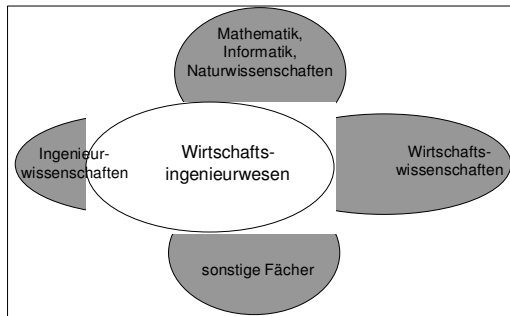 Mathematik,
Informatik,
Naturwissenschaften
Ingenieur-
wissenschaften
Wirtschafts-
ingenieurwesen
Wirtschafts-
wissenschaften
sonstige Fächer